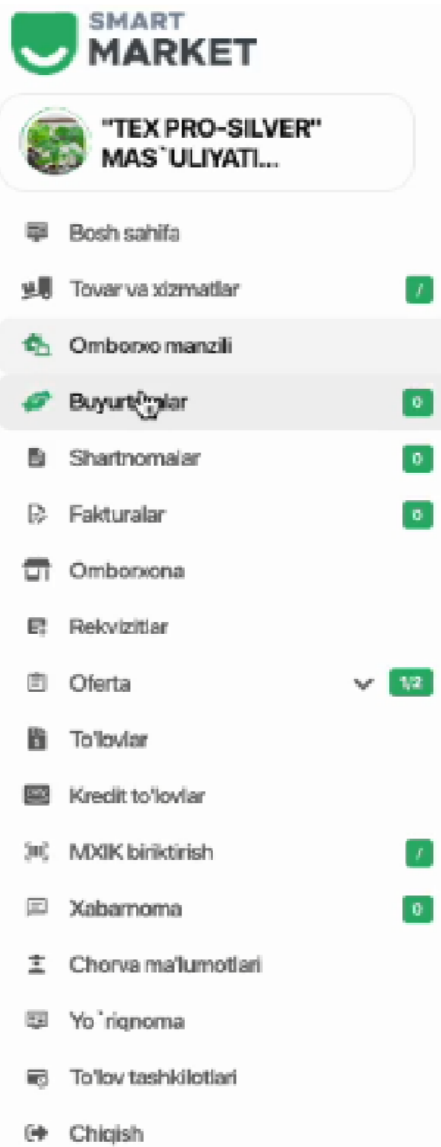 SMART
MARKET
"TEX PRO-SILVER"
MAS`ULIYATI...
Bosh sahifa
Tovar va xizmatlar /
Omborxo manzili
Buyurtmalar 0
Shartnomalar 0
Fakturalar 0
Omborxona
Rekvizitlar
Oferta 1/2
To'lovlar
Kredit to'lovlar
MXIK biriktirish /
Xabarnoma 0
Chorva ma'lumotlari
Yo`riqnoma
To'lov tashkilotlari
Chiqish